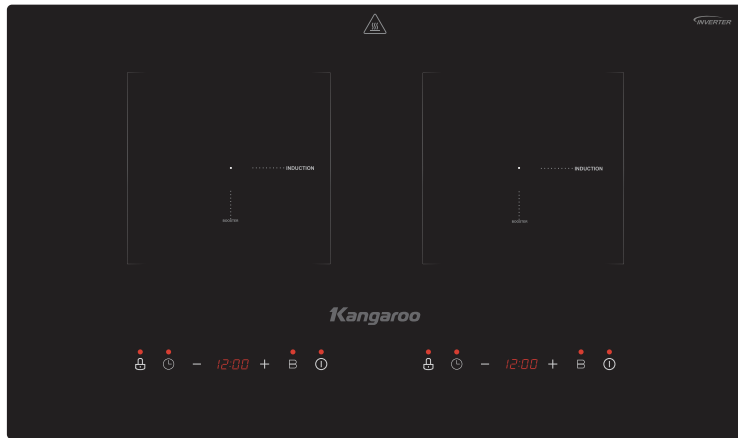 INVERTER
INDUCTION
INDUCTION
Kangaroo
12:00 B
12:00 B